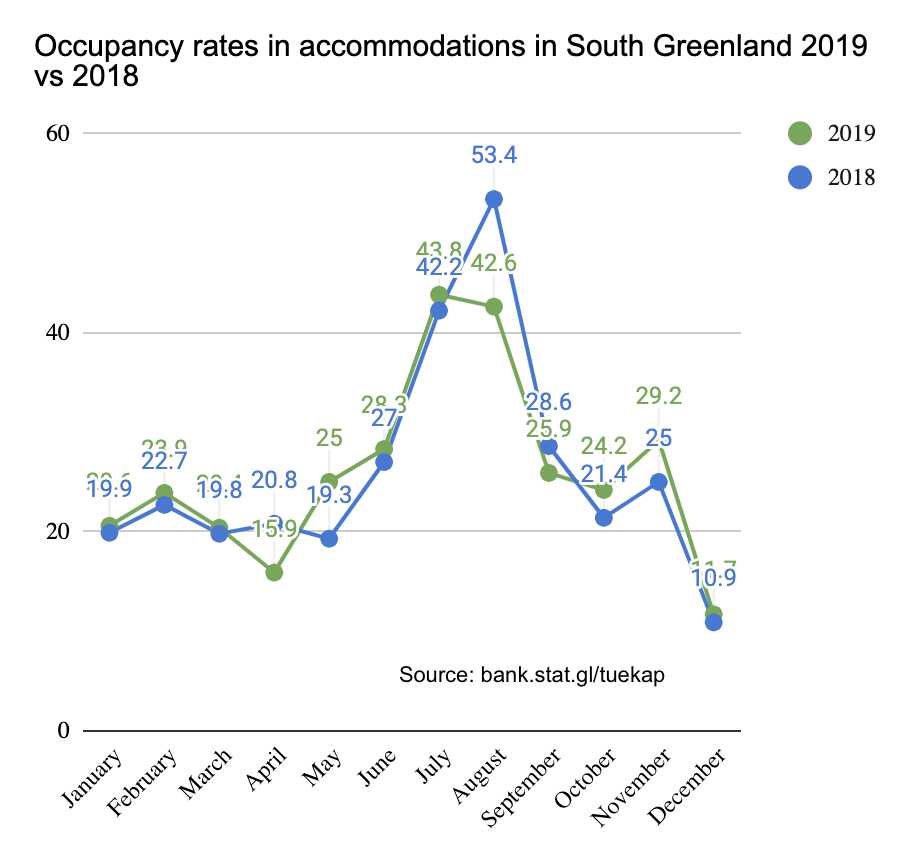 Occupancy rates in accommodations in South Greenland 2019
vs 2018
60
40
20
0
2019
2018
53.4
43.8
42.2
42.6
28.3
27
28.6
25.9
29.2
25
24.2
21.4
25
23.9
22.7
19.9
19.8
20.8
15.9
19.3
10.9
Source: bank.stat.gl/tuekap
January
February
March
April
May
June
July
August
September
October
November
December